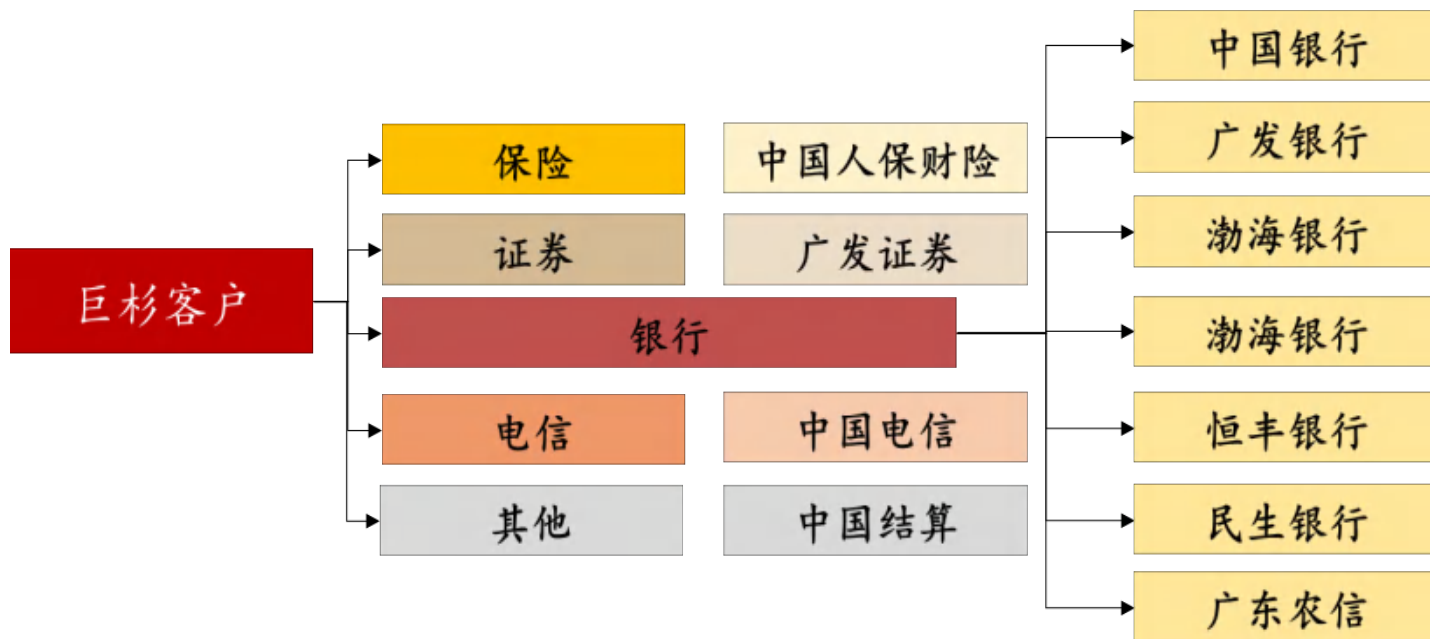 巨杉客户
保险
中国人保财险
证券
广发证券
银行
电信
中国电信
其他
中国结算
中国银行
广发银行
渤海银行
渤海银行
恒丰银行
民生银行
广东农信